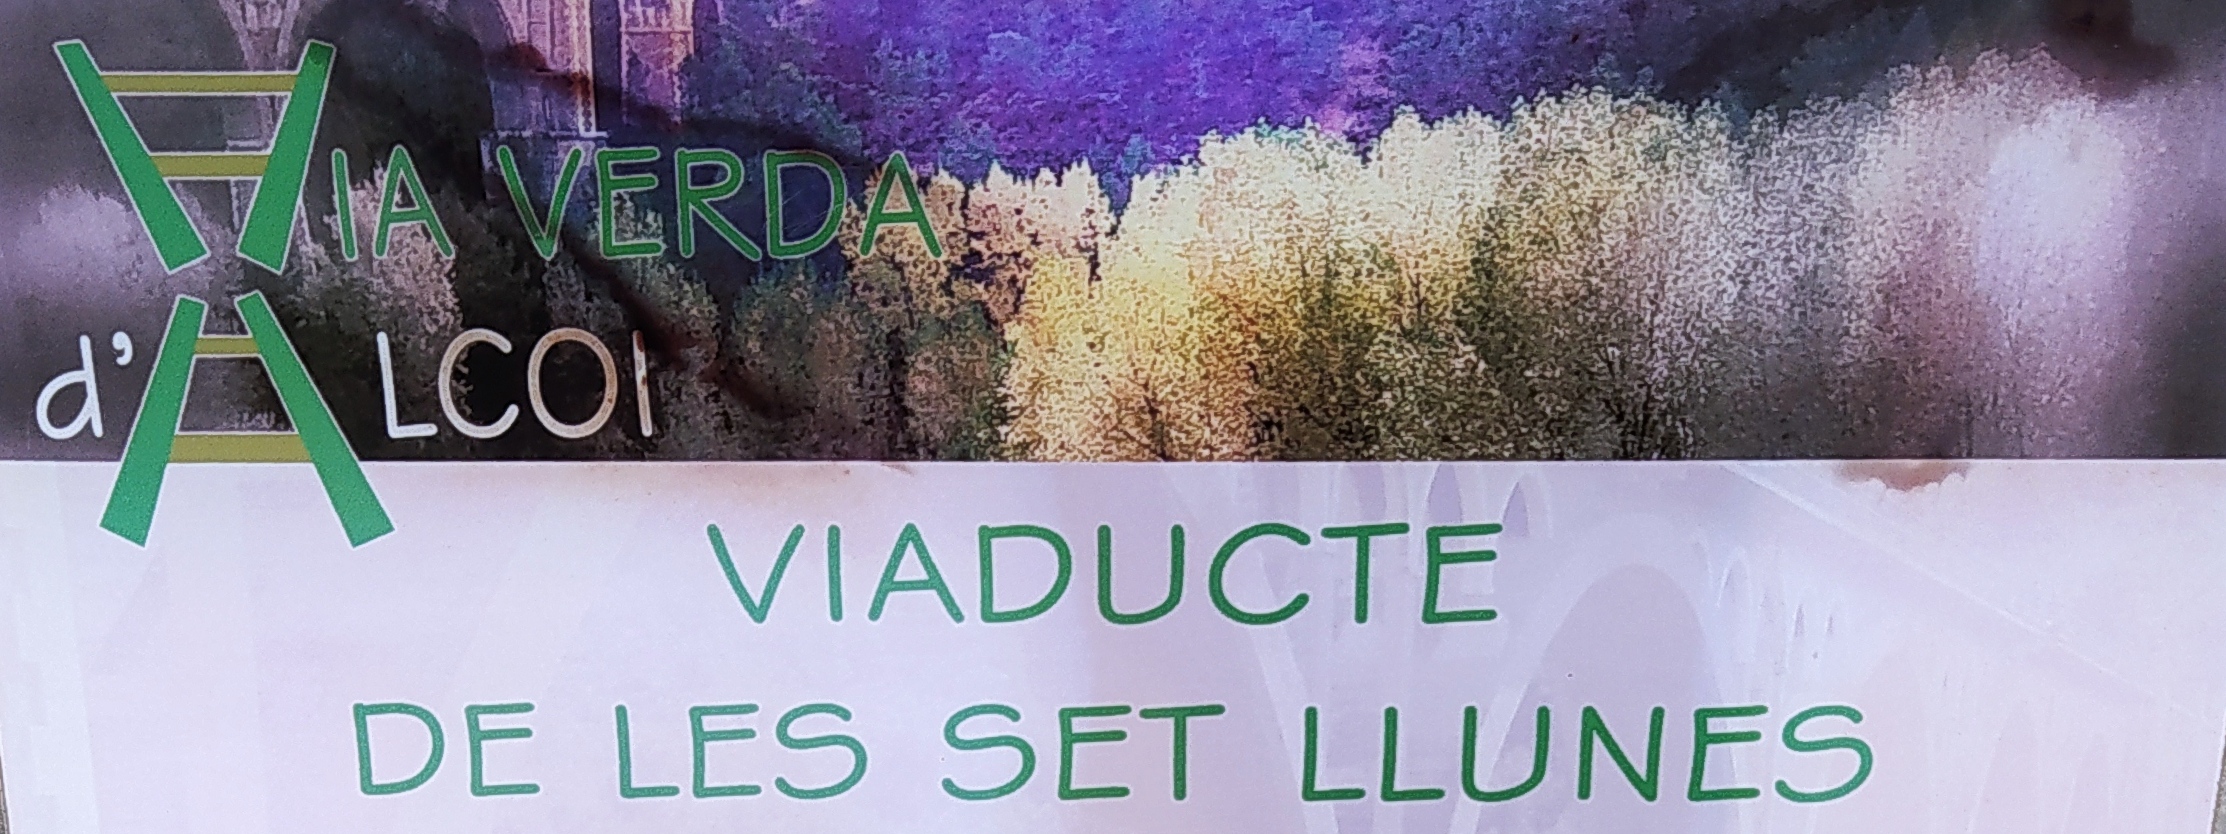 VIA VERDA
d'ALCOI
VIADUCTE
DE LES SET LLUNES